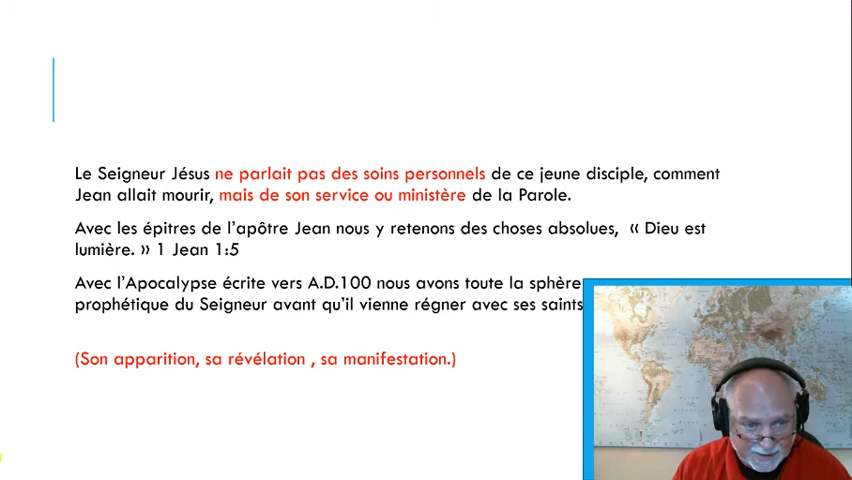 Le Seigneur Jésus ne parlait pas des soins personnels de ce jeune disciple, comment
Jean allait mourir, mais de son service ou ministère de la Parole.
Avec les épitres de l'apôtre Jean nous y retenons des choses absolues, « Dieu est
lumière. » 1 Jean 1:5
Avec l'Apocalypse écrite vers A.D.100 nous avons toute la sphère
prophétique du Seigneur avant qu'il vienne régner avec ses saints
(Son apparition, sa révélation , sa manifestation.)